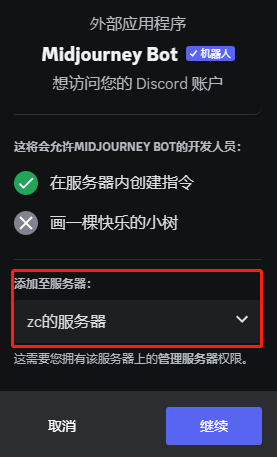 外部应用程序
Midjourney Bot ✓机器人
想访问您的 Discord 账户
这将会允许MIDJOURNEY BOT的开发人员：
在服务器内创建指令
画一棵快乐的小树
添加至服务器：
zc的服务器
这需要您拥有该服务器上的管理服务器权限。
取消
继续